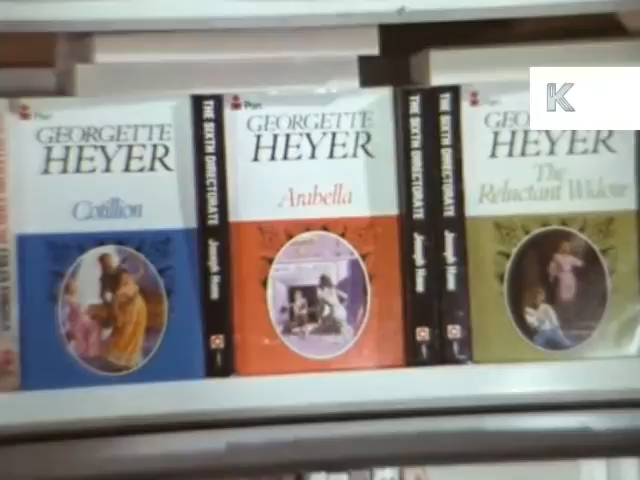 Pan
GEORGETTE
HEYER
Cotillion
THE SIXTH DIRECTORATE Joseph Hone
Pan
GEORGETTE
HEYER
Arabella
THE SIXTH DIRECTORATE Joseph Hone
THE SIXTH DIRECTORATE Joseph Hone
Pan
GEO
HEYER
The
Reluctant Widow
K